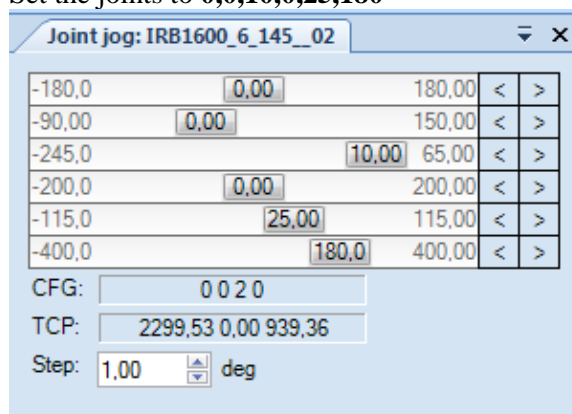 Set the joints to 0,0,10,0,25,180
Joint jog: IRB1600_6_145__02
-180,0 0,00 180,00 < >
-90,00 0,00 150,00 < >
-245,0 10,00 65,00 < >
-200,0 0,00 200,00 < >
-115,0 25,00 115,00 < >
-400,0 180,0 400,00 < >
CFG: 0 0 2 0
TCP: 2299,53 0,00 939,36
Step: 1,00 deg